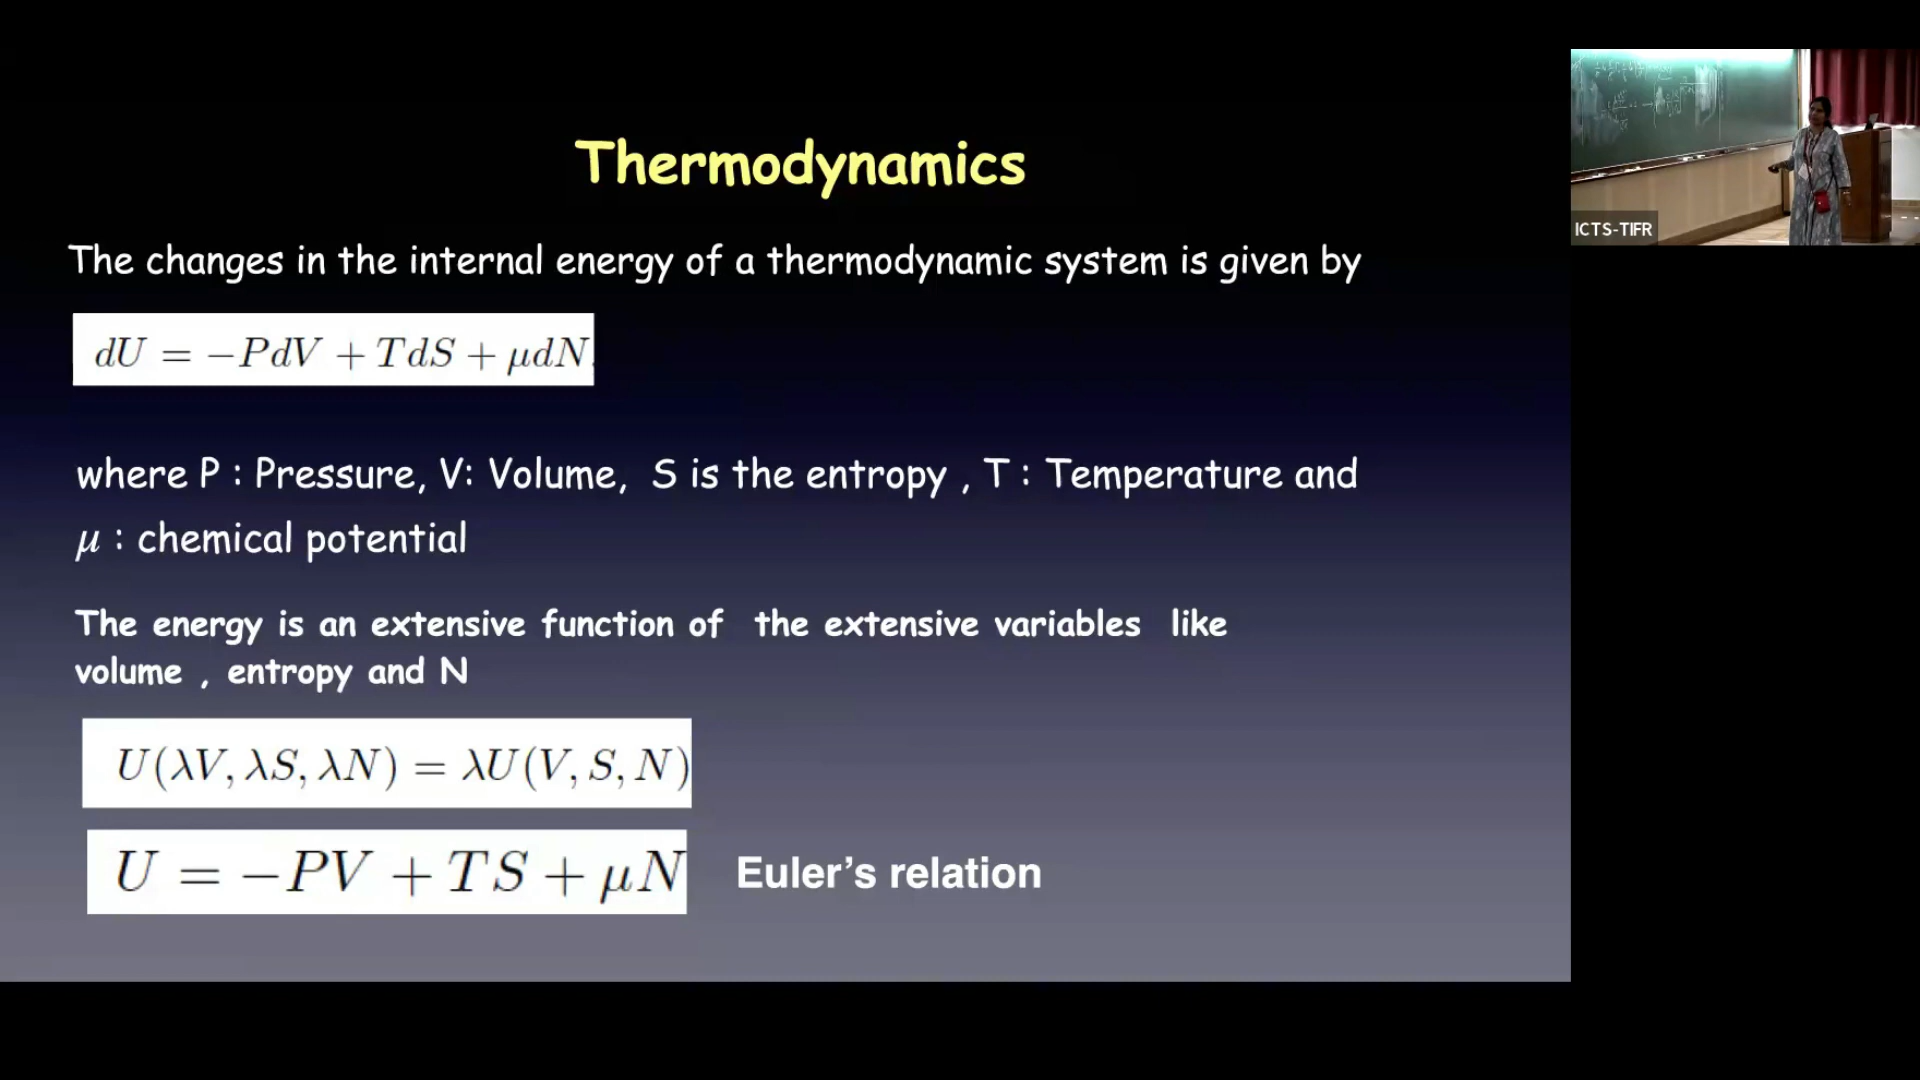 Thermodynamics
The changes in the internal energy of a thermodynamic system is given by
dU = −PdV + TdS + μdN
where P : Pressure, V: Volume, S is the entropy , T : Temperature and
μ : chemical potential
The energy is an extensive function of the extensive variables like
volume , entropy and N
U(λV, λS, λN) = λU(V, S, N)
U = −PV + TS + μN
Euler’s relation
ICTS-TIFR